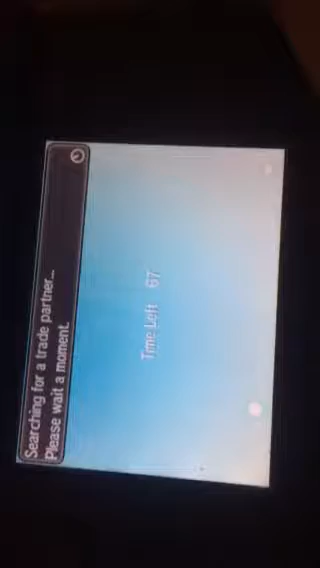 Searching for a trade partner...
Please wait a moment.
Time Left 67